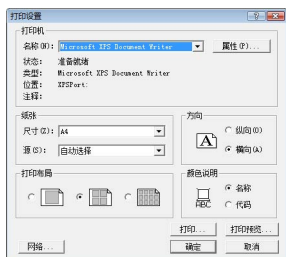 打印设置
打印机
名称(N): Microsoft XPS Document Writer 属性(P)...
状态: 准备就绪
类型: Microsoft XPS Document Writer
位置: XPSPort:
注释:
纸张
尺寸(Z): A4
源(S): 自动选择
方向
A
纵向(O)
横向(A)
打印布局
颜色说明
ABC
名称
代码
打印... 打印预览...
网络... 确定 取消